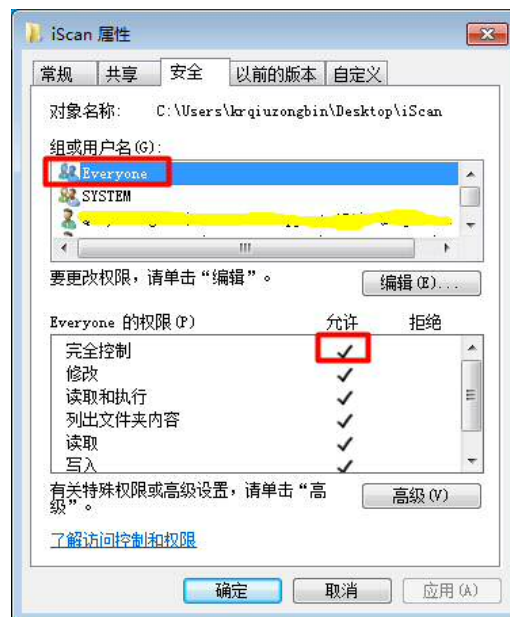 iScan 属性
常规 共享 安全 以前的版本 自定义
对象名称: C:\Users\krqiuzongbin\Desktop\iScan
组或用户名(G):
Everyone
SYSTEM
要更改权限，请单击“编辑”。
编辑(E)...
Everyone 的权限(P) 允许 拒绝
完全控制
修改
读取和执行
列出文件夹内容
读取
写入
有关特殊权限或高级设置，请单击“高
级”。
高级(V)
了解访问控制和权限
确定 取消 应用(A)